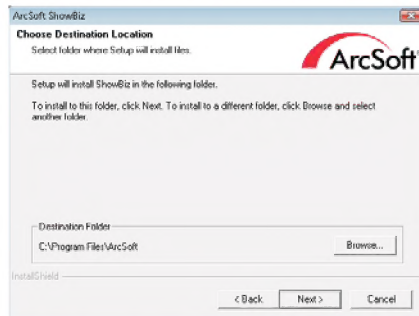 ArcSoft ShowBiz
Choose Destination Location
Select folder where Setup will install files.
ArcSoft
Setup will install ShowBiz in the following folder.
To install to this folder, click Next. To install to a different folder, click Browse and select
another folder.
Destination Folder
C:\Program Files\ArcSoft
Browse...
InstallShield
< Back
Next >
Cancel